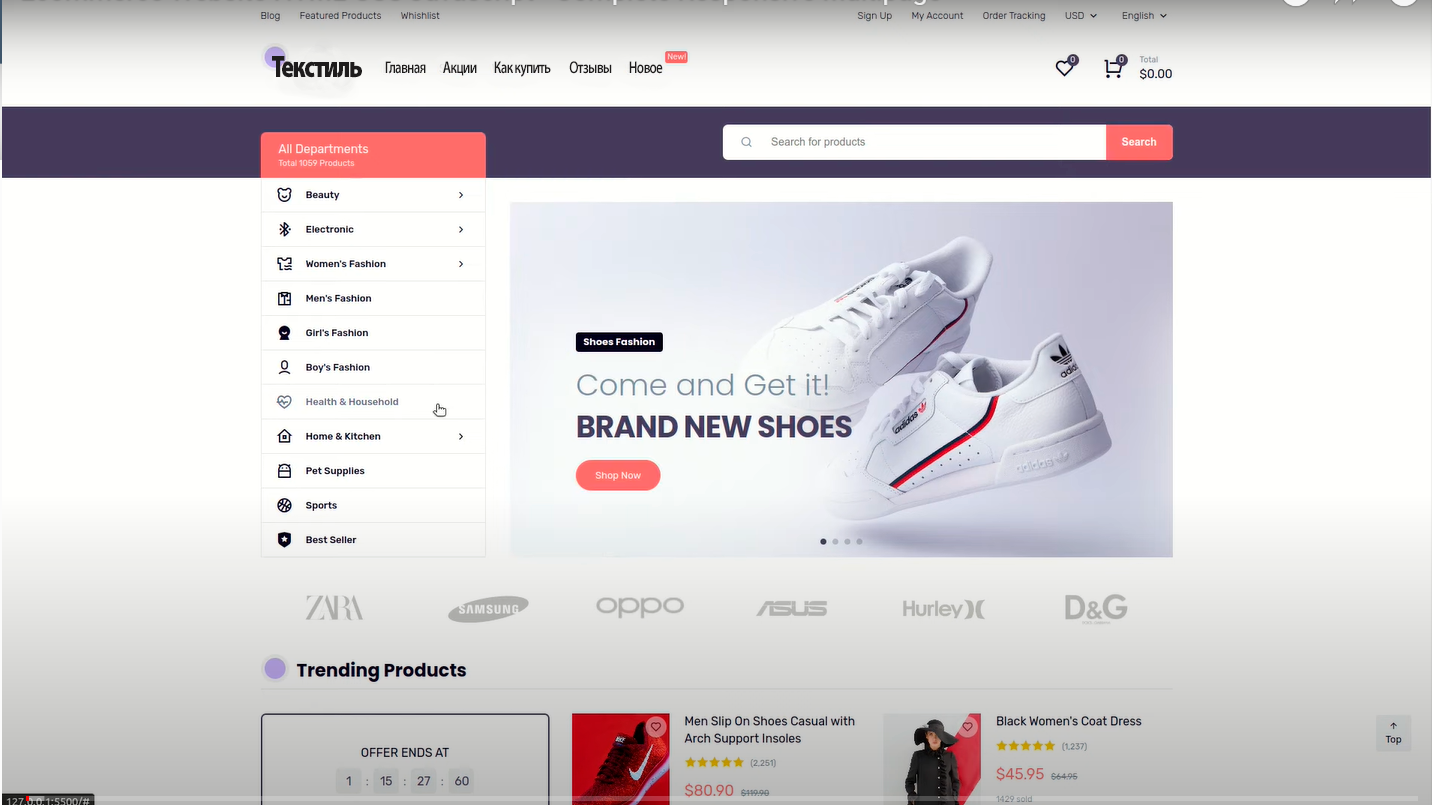 Blog Featured Products Whishlist
Sign Up My Account Order Tracking USD English
Текстиль
Главная Акции Как купить Отзывы Новое New!
0 0 Total
$0.00
All Departments
Total 1059 Products
Search for products Search
Beauty
Electronic
Women's Fashion
Men's Fashion
Girl's Fashion
Boy's Fashion
Health & Household
Home & Kitchen
Pet Supplies
Sports
Best Seller
Shoes Fashion
Come and Get it!
BRAND NEW SHOES
Shop Now
adidas
adidas
adidas
ZARA SAMSUNG oppo ASUS Hurley D&G
Trending Products
OFFER ENDS AT
1 : 15 : 27 : 60
Men Slip On Shoes Casual with
Arch Support Insoles
(2,251)
$80.90 $119.90
Black Women's Coat Dress
(1,237)
$45.95 $64.95
1429 sold
Top
127.0.0.1:5500/#